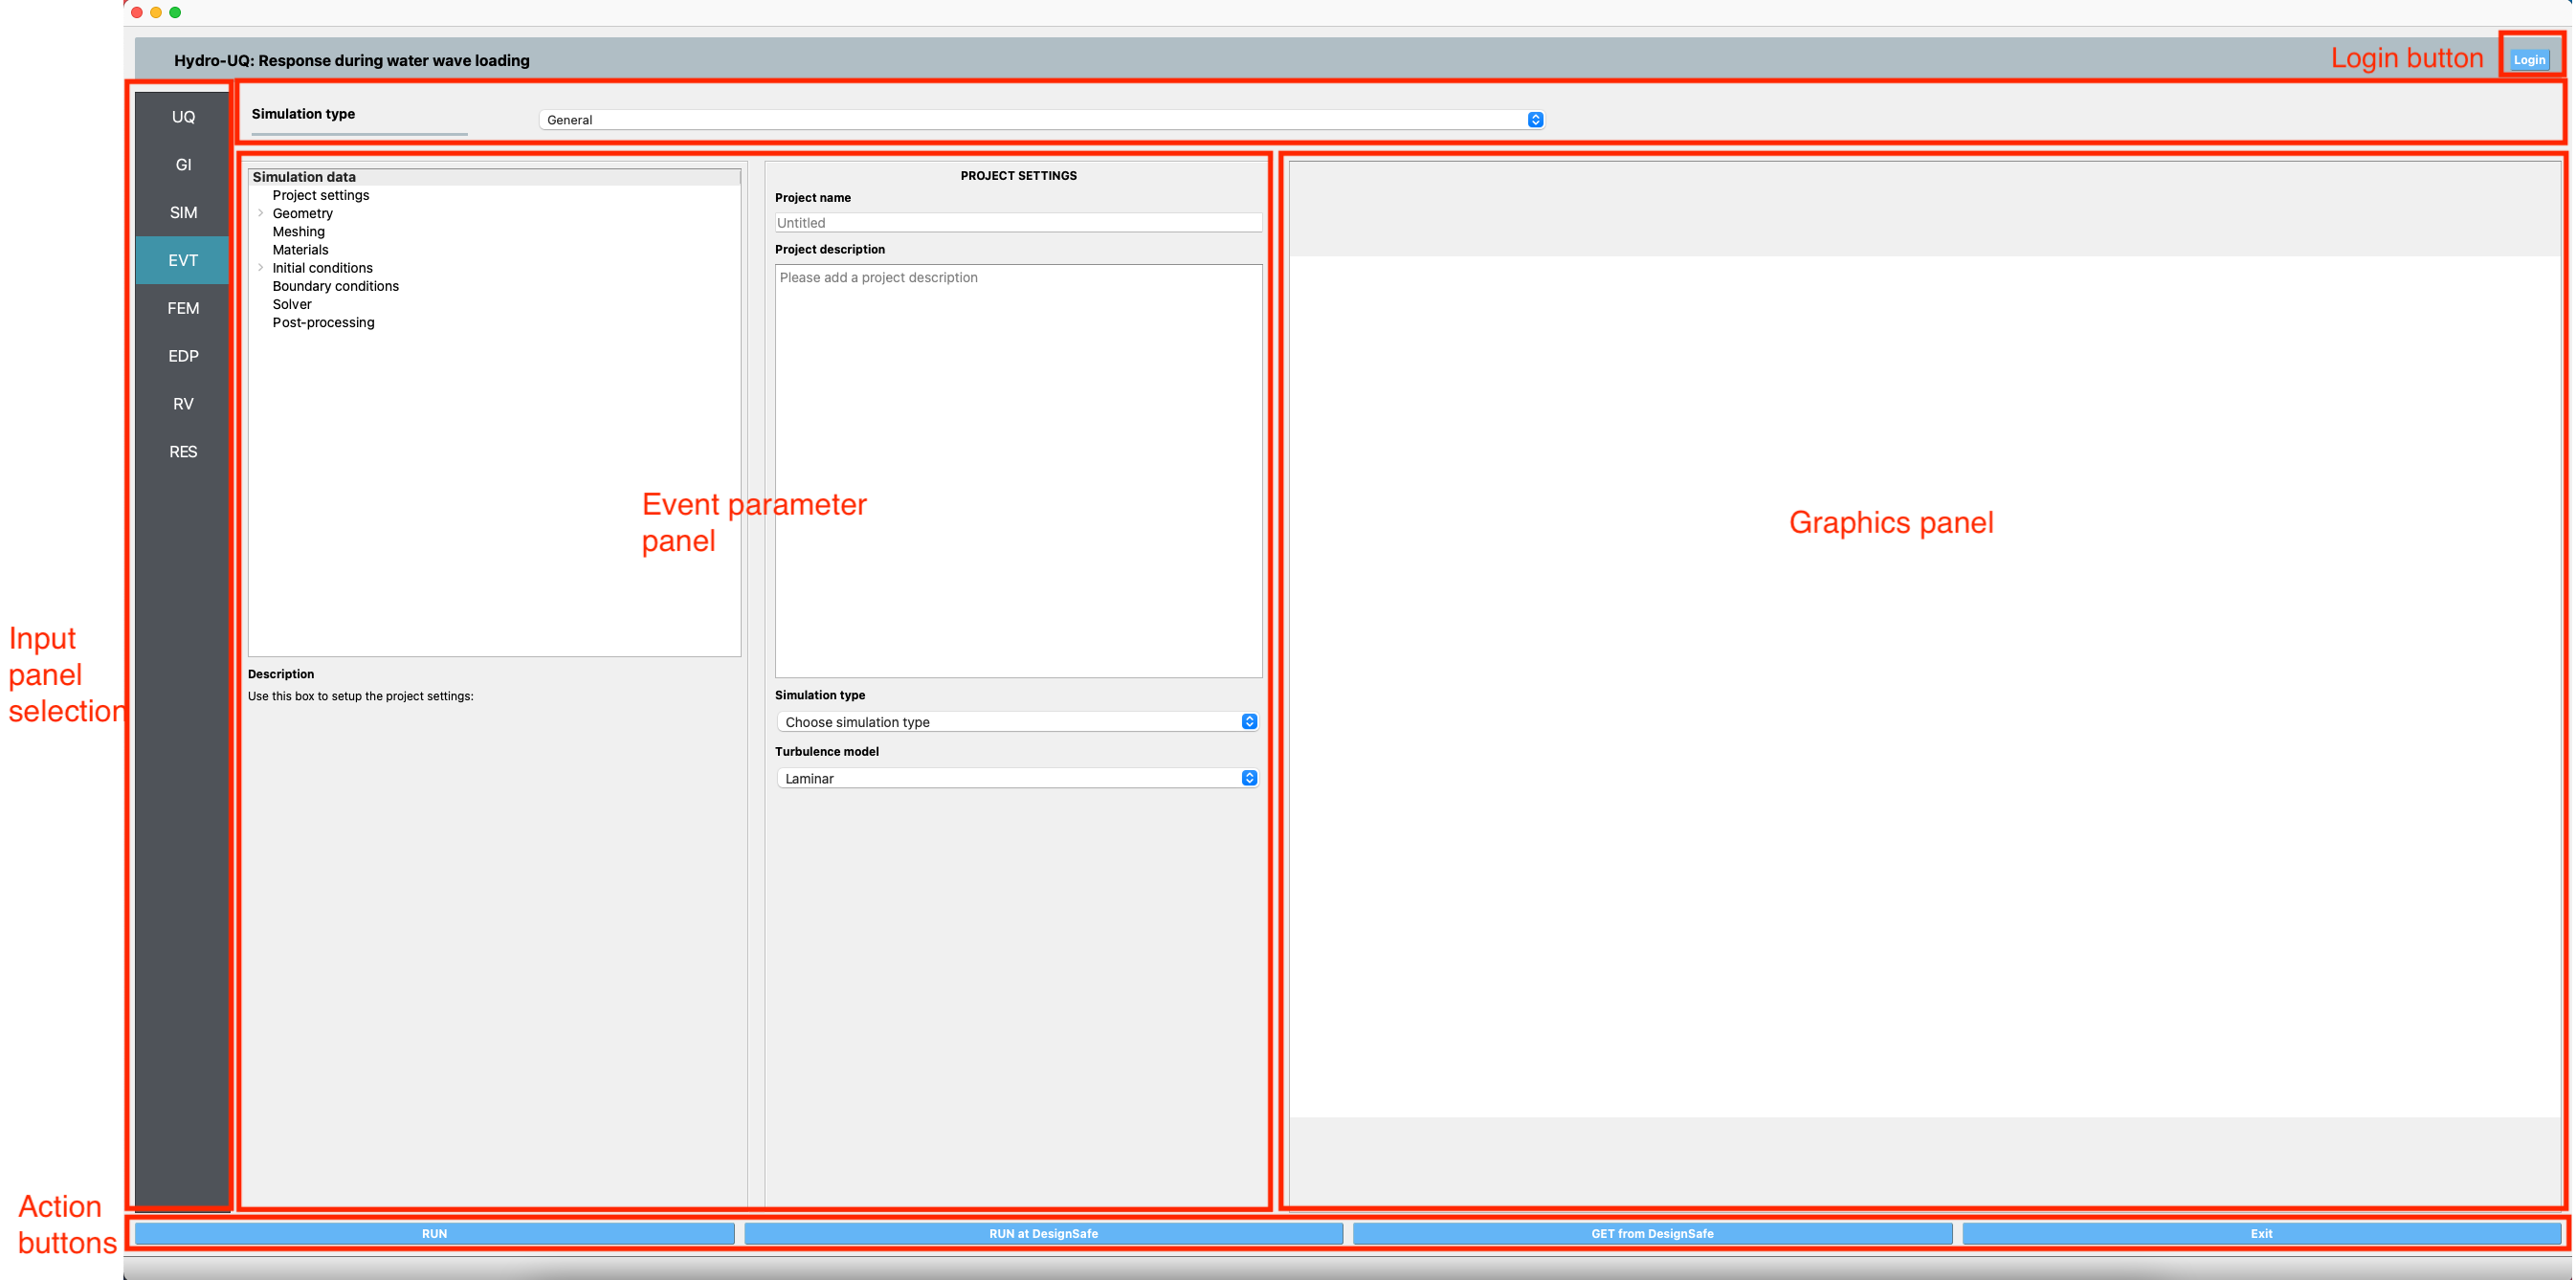 Hydro-UQ: Response during water wave loading
Login button
Login
UQ
GI
SIM
EVT
FEM
EDP
RV
RES
Simulation type
General
Simulation data
Project settings
Geometry
Meshing
Materials
Initial conditions
Boundary conditions
Solver
Post-processing
Description
Use this box to setup the project settings:
PROJECT SETTINGS
Project name
Untitled
Project description
Please add a project description
Event parameter
panel
Simulation type
Choose simulation type
Turbulence model
Laminar
Graphics panel
Input
panel
selection
Action
buttons
RUN
RUN at DesignSafe
GET from DesignSafe
Exit